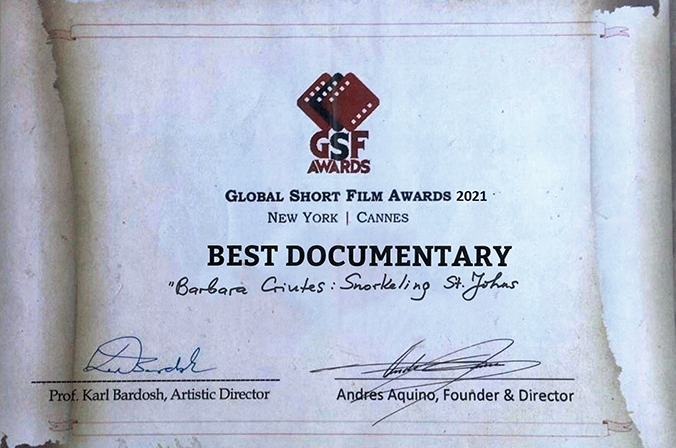 GSF
AWARDS
GLOBAL SHORT FILM AWARDS 2021
NEW YORK | CANNES
BEST DOCUMENTARY
"Barbara Criutes: Snorkeling St. Johns
Prof. Karl Bardosh, Artistic Director
Andres Aquino, Founder & Director